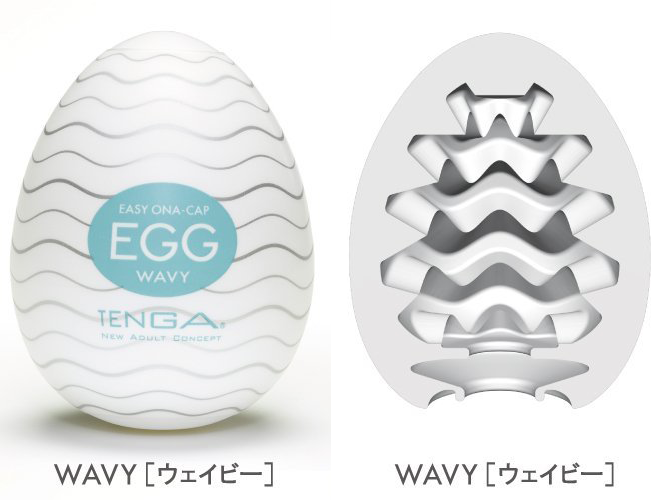 EASY ONA-CAP
EGG
WAVY
TENGA®
NEW ADULT CONCEPT
WAVY［ウェイビー］
WAVY［ウェイビー］